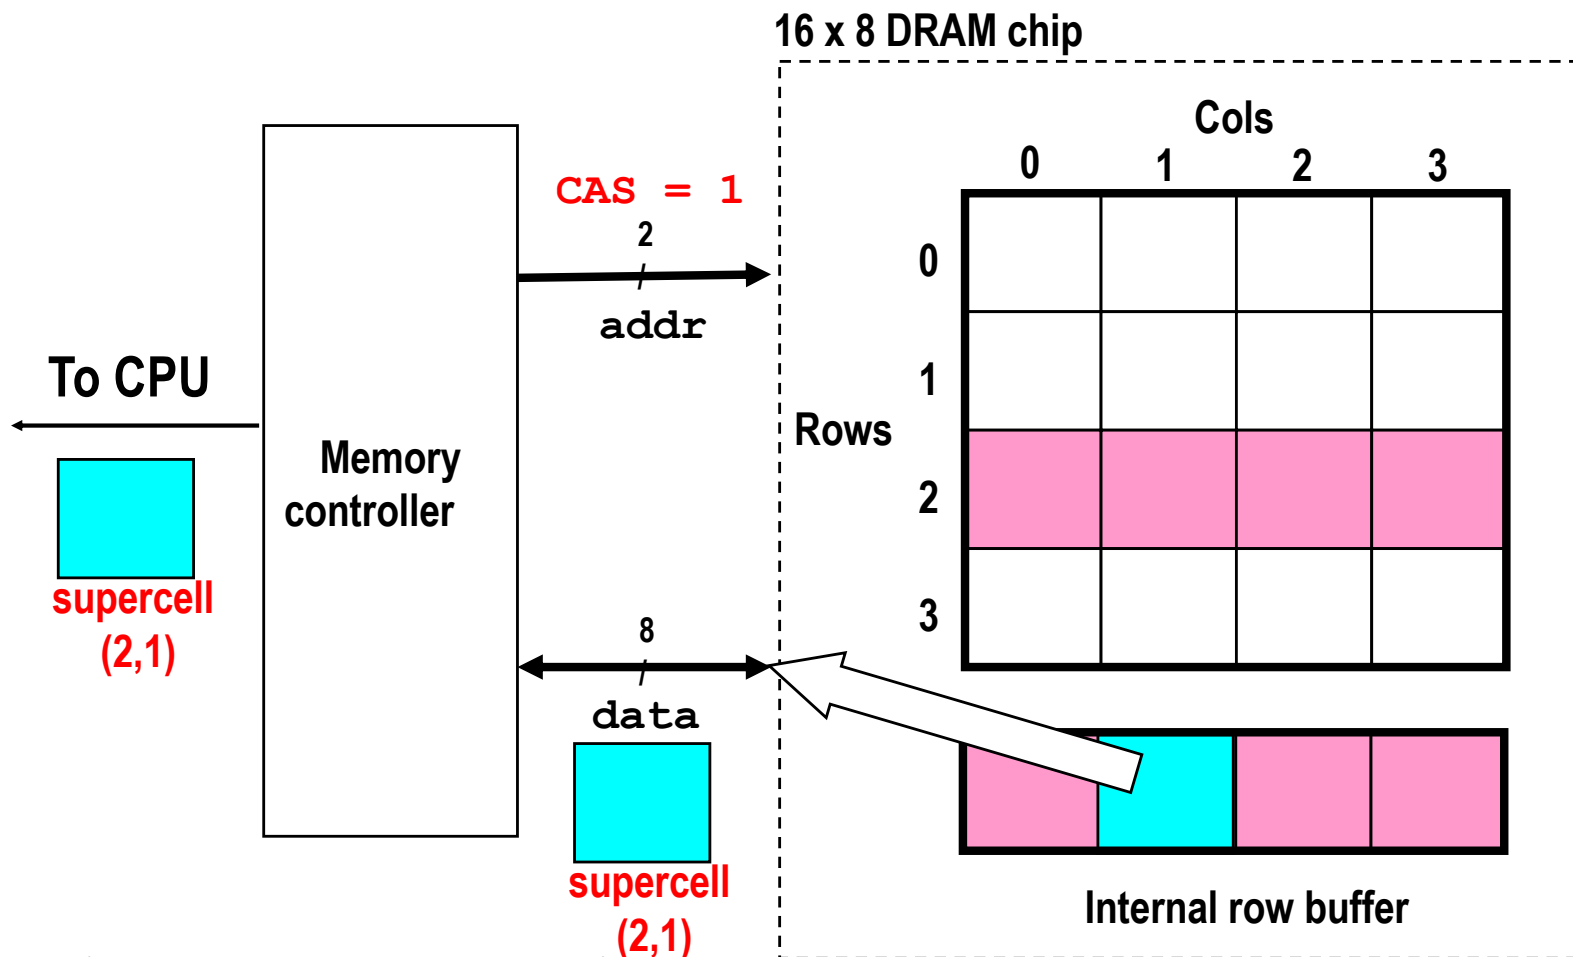 16 x 8 DRAM chip
Cols
0 1 2 3
CAS = 1
2
addr
0
1
Rows
2
3
To CPU
Memory
controller
supercell
(2,1)
8
data
supercell
(2,1)
Internal row buffer